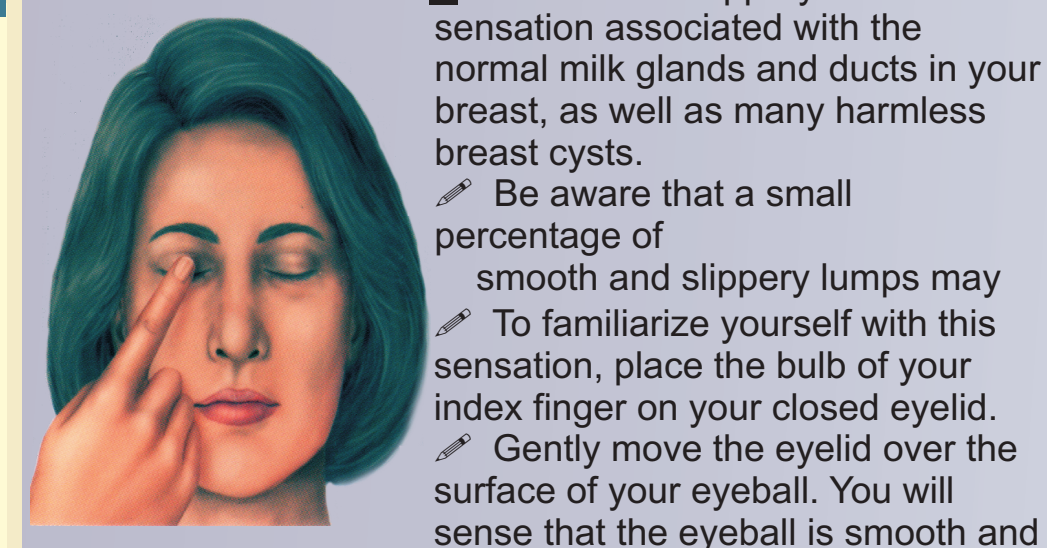 sensation associated with the
normal milk glands and ducts in your
breast, as well as many harmless
breast cysts.
Be aware that a small
percentage of
smooth and slippery lumps may
To familiarize yourself with this
sensation, place the bulb of your
index finger on your closed eyelid.
Gently move the eyelid over the
surface of your eyeball. You will
sense that the eyeball is smooth and